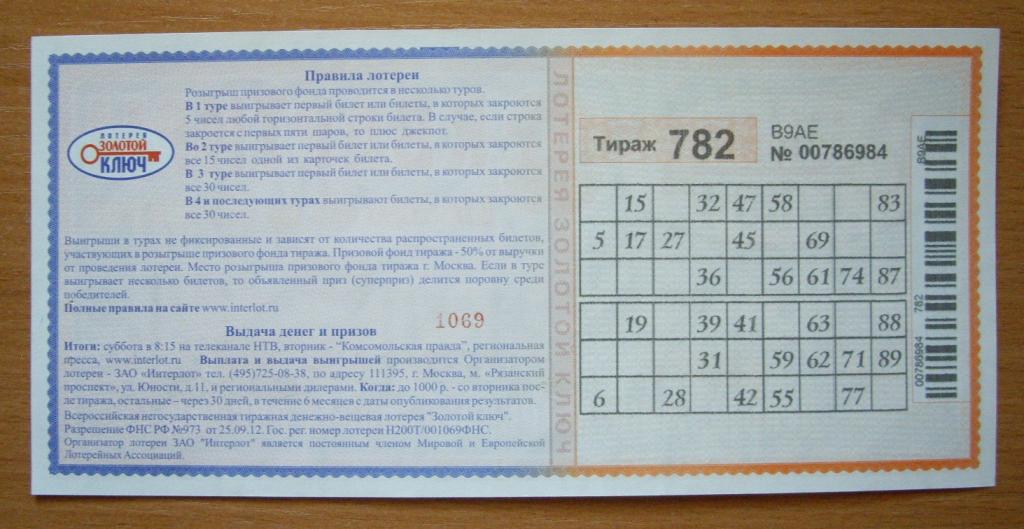 Правила лотереи
Розыгрыш призового фонда проводится в несколько туров.
В 1 туре выигрывает первый билет или билеты, в которых закроются
5 чисел любой горизонтальной строки билета. В случае, если строка
закроется с первых пяти шаров, то плюс джекпот.
Во 2 туре выигрывает первый билет или билеты, в которых закроются
все 15 чисел одной из карточек билета.
В 3 туре выигрывает первый билет или билеты, в которых закроются
все 30 чисел.
В 4 и последующих турах выигрывают билеты, в которых закроются
все 30 чисел.
ЛОТЕРЕЯ
ЗОЛОТОЙ
КЛЮЧ
Выигрыши в турах не фиксированные и зависят от количества распространенных билетов,
участвующих в розыгрыше призового фонда тиража. Призовой фонд тиража - 50% от выручки
от проведения лотереи. Место розыгрыша призового фонда тиража г. Москва. Если в туре
выигрывает несколько билетов, то объявленный приз (суперприз) делится поровну среди
победителей.
Полные правила на сайте www.interlot.ru
1069
Выдача денег и призов
Итоги: суббота в 8:15 на телеканале НТВ, вторник - “Комсомольская правда”, региональная
пресса, www.interlot.ru Выплата и выдача выигрышей производится Организатором
лотереи - ЗАО «Интерлот» тел. (495)725-08-38, по адресу 111395, г. Москва, м. «Рязанский
проспект», ул. Юности, д.11, и региональными дилерами. Когда: до 1000 р. - со вторника пос-
ле тиража, остальные – через 30 дней, в течение 6 месяцев с даты опубликования результатов.
Всероссийская негосударственная тиражная денежно-вещевая лотерея "Золотой ключ".
Разрешение ФНС РФ №973 от 25.09.12. Гос. рег. номер лотереи Н200Т/001069ФНС.
Организатор лотереи ЗАО "Интерлот" является постоянным членом Мировой и Европейской
Лотерейных Ассоциаций.
ЛОТЕРЕЯ ЗОЛОТОЙ КЛЮЧ
Тираж 782
B9AE
№ 00786984
15 32 47 58 83
5 17 27 45 69
36 56 61 74 87
19 39 41 63 88
31 59 62 71 89
6 28 42 55 77
00786984 782 B9AE